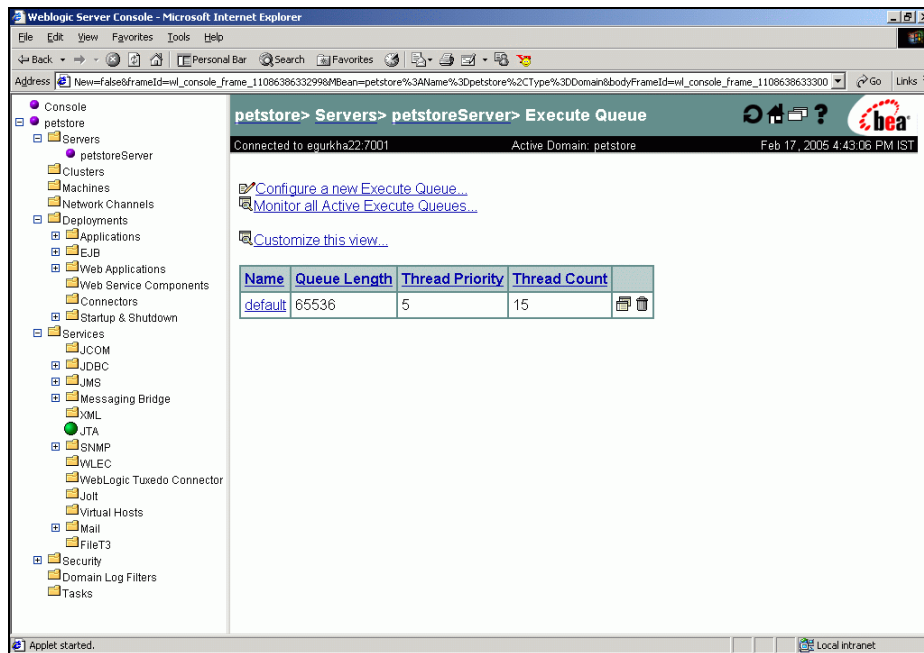 Weblogic Server Console - Microsoft Internet Explorer
File Edit View Favorites Tools Help
Back Personal Bar Search Favorites
Address New=false&frameId=wl_console_frame_1108638632998&MBean=petstore%3AName%3Dpetstore%2CType%3DDomain&bodyFrameId=wl_console_frame_1108638633300 Go Links
Console
petstore
Servers
petstoreServer
Clusters
Machines
Network Channels
Deployments
Applications
EJB
Web Applications
Web Service Components
Connectors
Startup & Shutdown
Services
JCOM
JDBC
JMS
Messaging Bridge
XML
JTA
SNMP
WLEC
WebLogic Tuxedo Connector
Jolt
Virtual Hosts
Mail
FileT3
Security
Domain Log Filters
Tasks
petstore> Servers> petstoreServer> Execute Queue
?
bea
Connected to egurkha22:7001 Active Domain: petstore Feb 17, 2005 4:43:06 PM IST
Configure a new Execute Queue...
Monitor all Active Execute Queues...
Customize this view...
Name Queue Length Thread Priority Thread Count
default 65536 5 15
Applet started. Local intranet